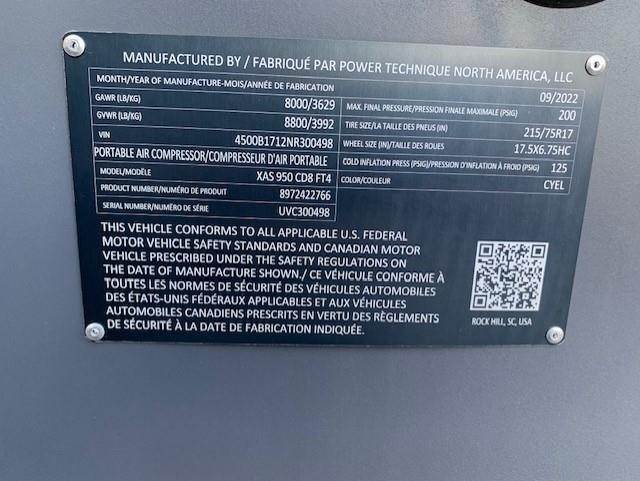 MANUFACTURED BY / FABRIQUÉ PAR POWER TECHNIQUE NORTH AMERICA, LLC
MONTH/YEAR OF MANUFACTURE-MOIS/ANNÉE DE FABRICATION 09/2022
GAWR (LB/KG) 8000/3629
GVWR (LB/KG) 8800/3992
VIN 4500B1712NR300498
PORTABLE AIR COMPRESSOR/COMPRESSEUR D'AIR PORTABLE
MODEL/MODÈLE XAS 950 CD8 FT4
PRODUCT NUMBER/NUMÉRO DE PRODUIT 8972422766
SERIAL NUMBER/NUMÉRO DE SÉRIE UVC300498
MAX. FINAL PRESSURE/PRESSION FINALE MAXIMALE (PSIG) 200
TIRE SIZE/LA TAILLE DES PNEUS (IN) 215/75R17
WHEEL SIZE (IN)/TAILLE DES ROUES 17.5X6.75HC
COLD INFLATION PRESS (PSIG)/PRESSION D'INFLATION À FROID (PSIG) 125
COLOR/COULEUR CYEL
THIS VEHICLE CONFORMS TO ALL APPLICABLE U.S. FEDERAL
MOTOR VEHICLE SAFETY STANDARDS AND CANADIAN MOTOR
VEHICLE PRESCRIBED UNDER THE SAFETY REGULATIONS ON
THE DATE OF MANUFACTURE SHOWN./ CE VÉHICULE CONFORME À
TOUTES LES NORMES DE SÉCURITÉ DES VÉHICULES AUTOMOBILES
DES ÉTATS-UNIS FÉDÉRAUX APPLICABLES ET AUX VÉHICULES
AUTOMOBILES CANADIENS PRESCRITS EN VERTU DES RÈGLEMENTS
DE SÉCURITÉ À LA DATE DE FABRICATION INDIQUÉE.
ROCK HILL, SC, USA